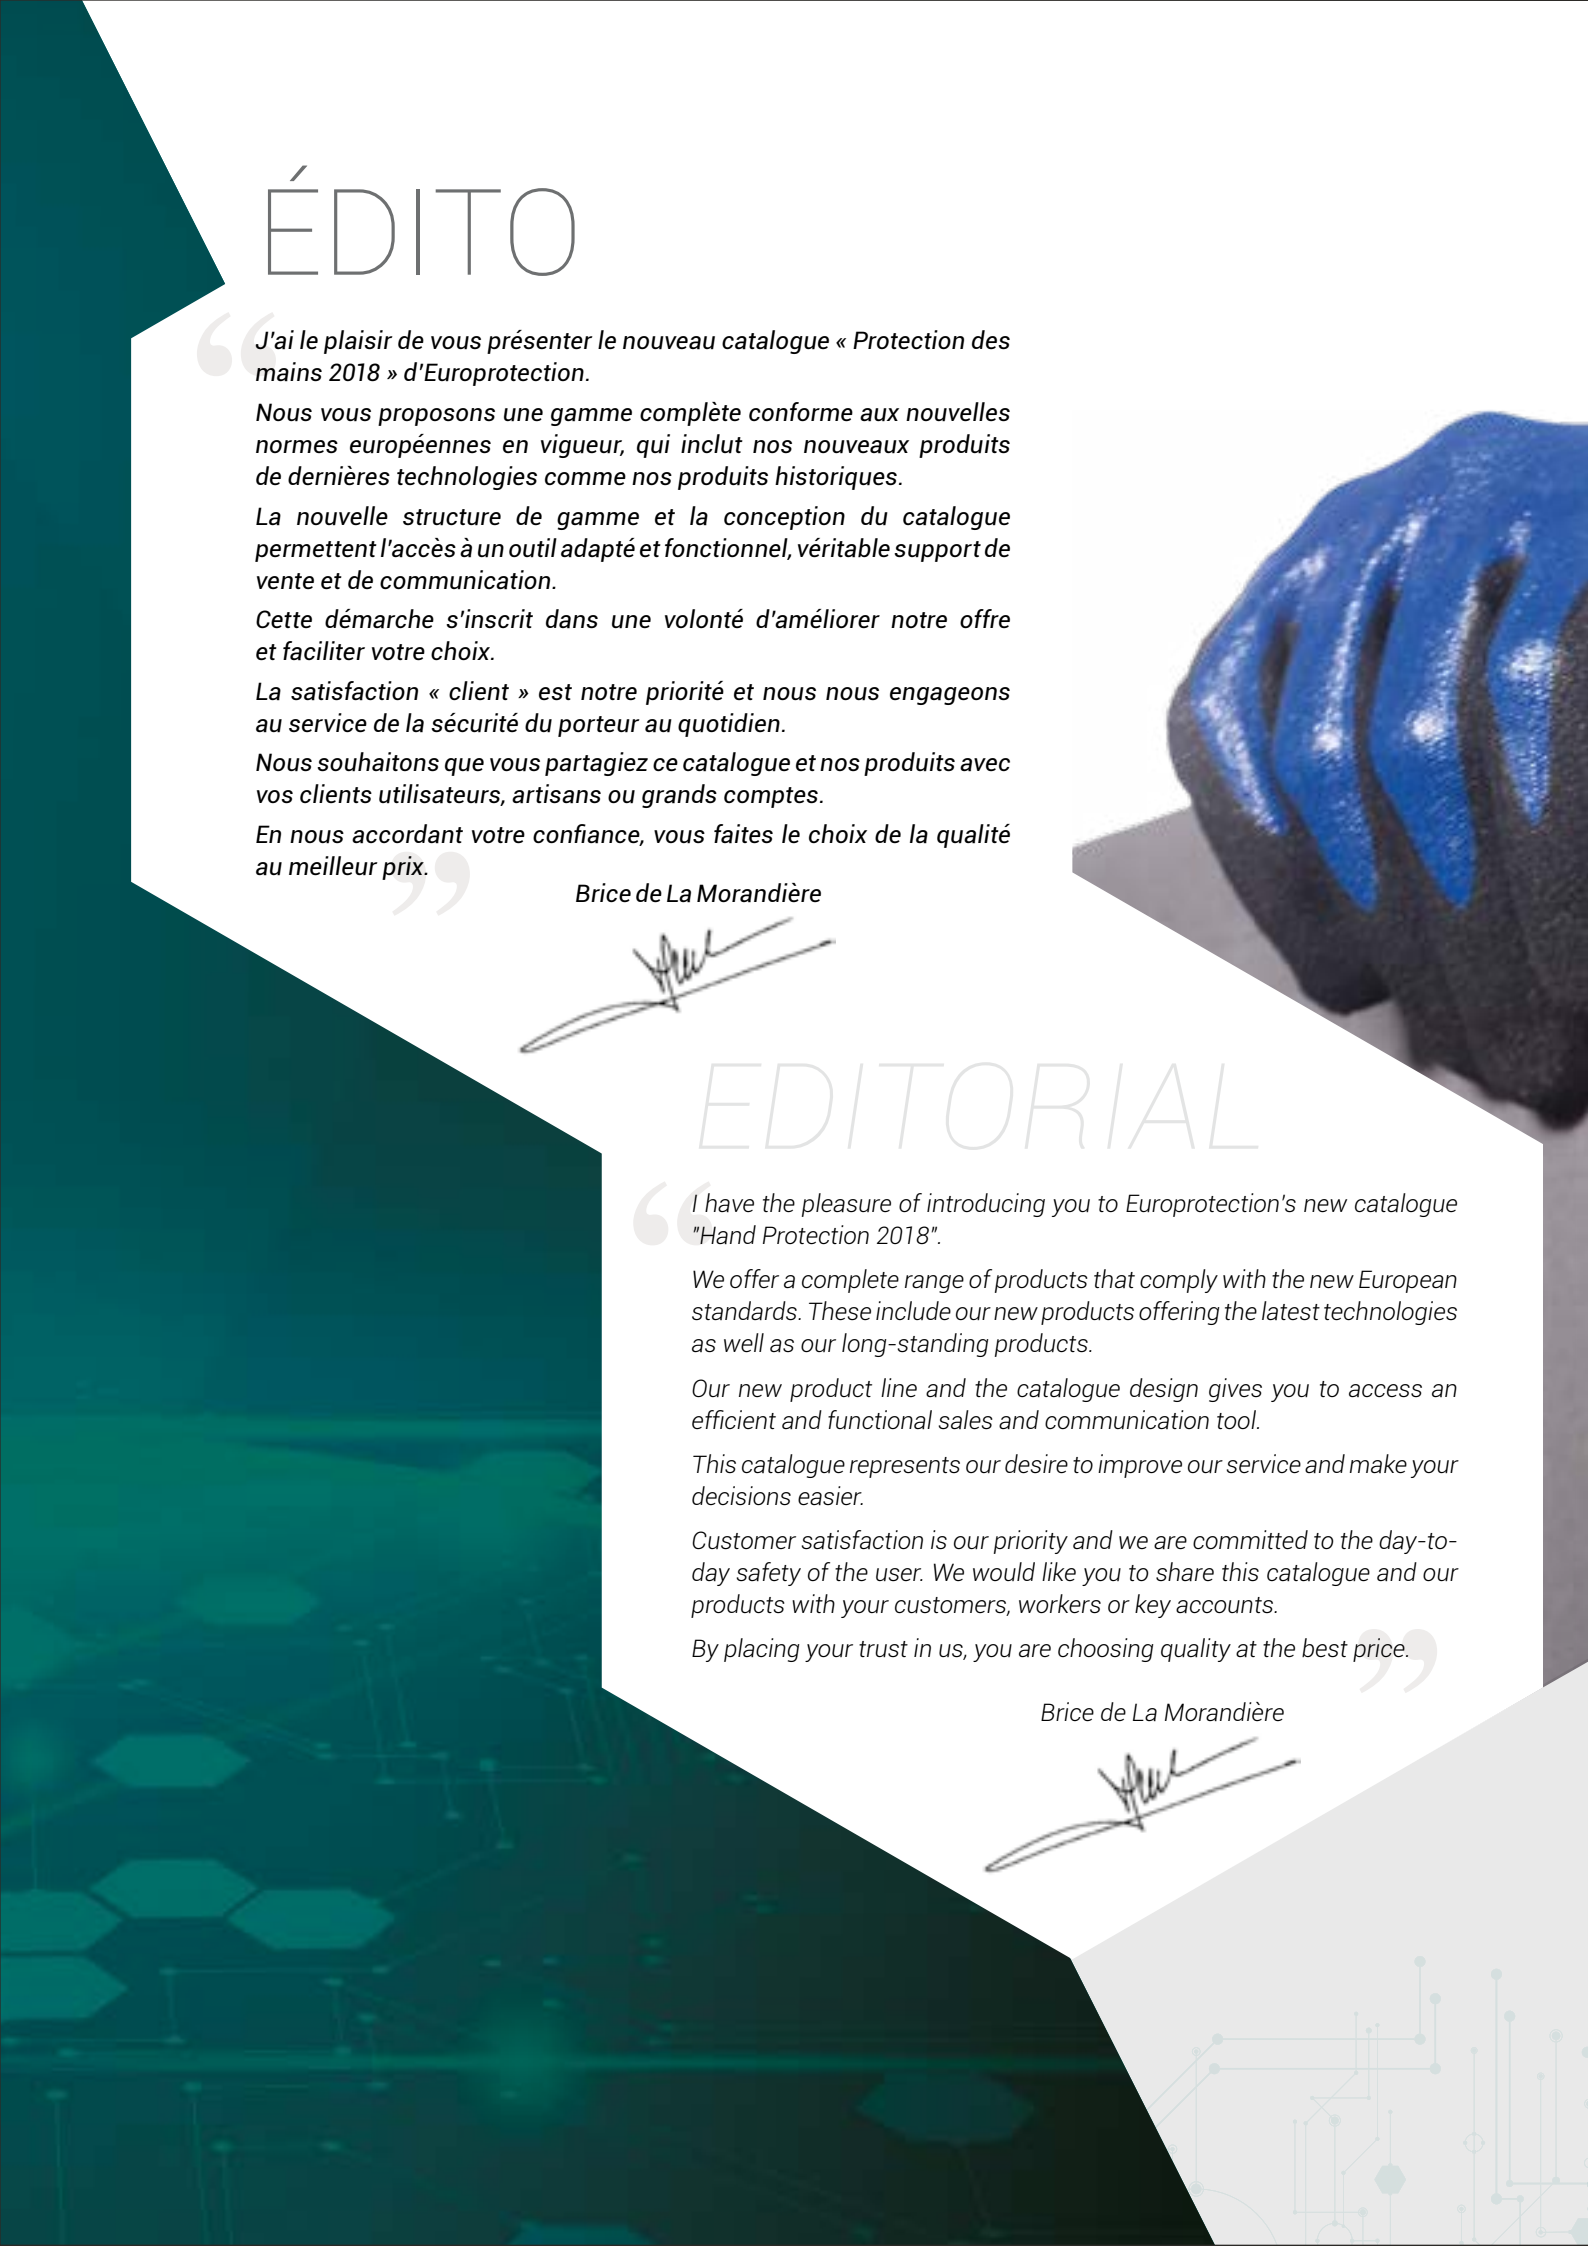 ÉDITO
“
J'ai le plaisir de vous présenter le nouveau catalogue « Protection des
mains 2018 » d'Europrotection.
Nous vous proposons une gamme complète conforme aux nouvelles
normes européennes en vigueur, qui inclut nos nouveaux produits
de dernières technologies comme nos produits historiques.
La nouvelle structure de gamme et la conception du catalogue
permettent l'accès à un outil adapté et fonctionnel, véritable support de
vente et de communication.
Cette démarche s'inscrit dans une volonté d'améliorer notre offre
et faciliter votre choix.
La satisfaction « client » est notre priorité et nous nous engageons
au service de la sécurité du porteur au quotidien.
Nous souhaitons que vous partagiez ce catalogue et nos produits avec
vos clients utilisateurs, artisans ou grands comptes.
En nous accordant votre confiance, vous faites le choix de la qualité
au meilleur prix.
”
Brice de La Morandière
EDITORIAL
“
I have the pleasure of introducing you to Europrotection's new catalogue
"Hand Protection 2018".
We offer a complete range of products that comply with the new European
standards. These include our new products offering the latest technologies
as well as our long-standing products.
Our new product line and the catalogue design gives you to access an
efficient and functional sales and communication tool.
This catalogue represents our desire to improve our service and make your
decisions easier.
Customer satisfaction is our priority and we are committed to the day-to-
day safety of the user. We would like you to share this catalogue and our
products with your customers, workers or key accounts.
By placing your trust in us, you are choosing quality at the best price.
”
Brice de La Morandière